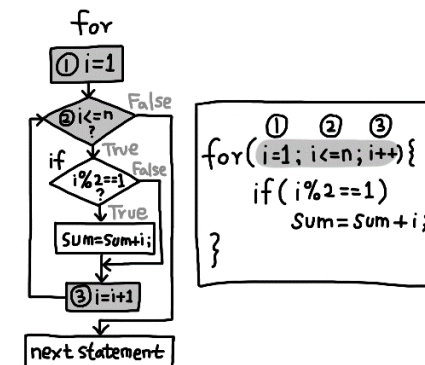 for
① i=1
② i<=n
?
False
True
if
i%2==1
?
False
True
Sum=Sum+i;
③ i=i+1
next statement
① ② ③
for(i=1; i<=n; i++){
if(i%2==1)
Sum=Sum+i;
}